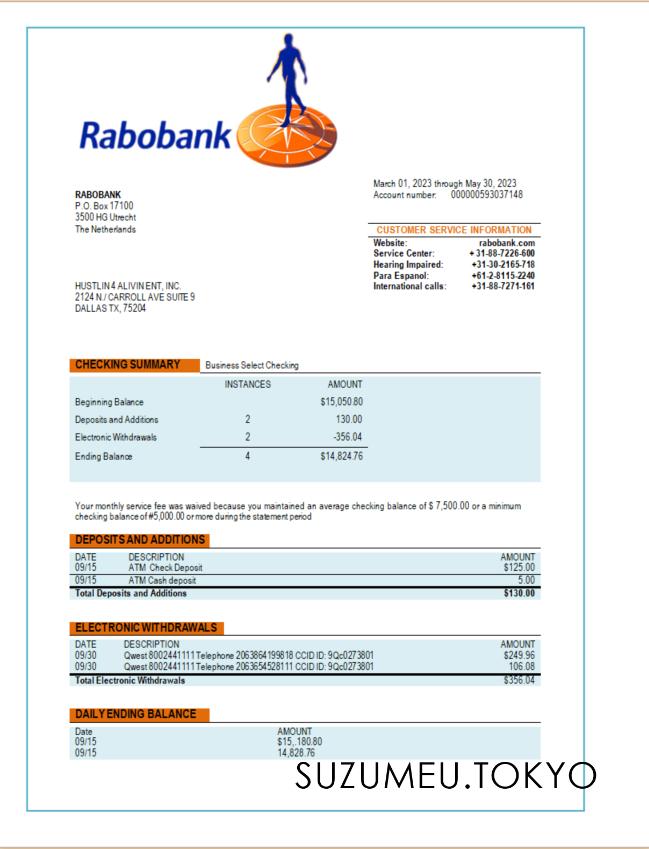 Rabobank
March 01, 2023 through May 30, 2023
Account number: 000000593037148
RABOBANK
P.O. Box 17100
3500 HG Utrecht
The Netherlands
CUSTOMER SERVICE INFORMATION
Website: rabobank.com
Service Center: +31-88-7226-600
Hearing Impaired: +31-30-2165-718
Para Espanol: +61-2-8115-2240
International calls: +31-88-7271-161
HUSTLIN 4 ALIVIN ENT, INC.
2124 N./ CARROLL AVE SUITE 9
DALLAS TX, 75204
CHECKING SUMMARY Business Select Checking
INSTANCES AMOUNT
Beginning Balance $15,050.80
Deposits and Additions 2 130.00
Electronic Withdrawals 2 -356.04
Ending Balance 4 $14,824.76
Your monthly service fee was waived because you maintained an average checking balance of $ 7,500.00 or a minimum
checking balance of #5,000.00 or more during the statement period
DEPOSITS AND ADDITIONS
DATE DESCRIPTION AMOUNT
09/15 ATM Check Deposit $125.00
09/15 ATM Cash deposit 5.00
Total Deposits and Additions $130.00
ELECTRONIC WITHDRAWALS
DATE DESCRIPTION AMOUNT
09/30 Qwest 8002441111 Telephone 2063864199818 CCID ID: 9Qc0273801 $249.96
09/30 Qwest 8002441111 Telephone 2063654528111 CCID ID: 9Qc0273801 106.08
Total Electronic Withdrawals $356.04
DAILY ENDING BALANCE
Date AMOUNT
09/15 $15,.180.80
09/15 14,828.76
SUZUMEU.TOKYO